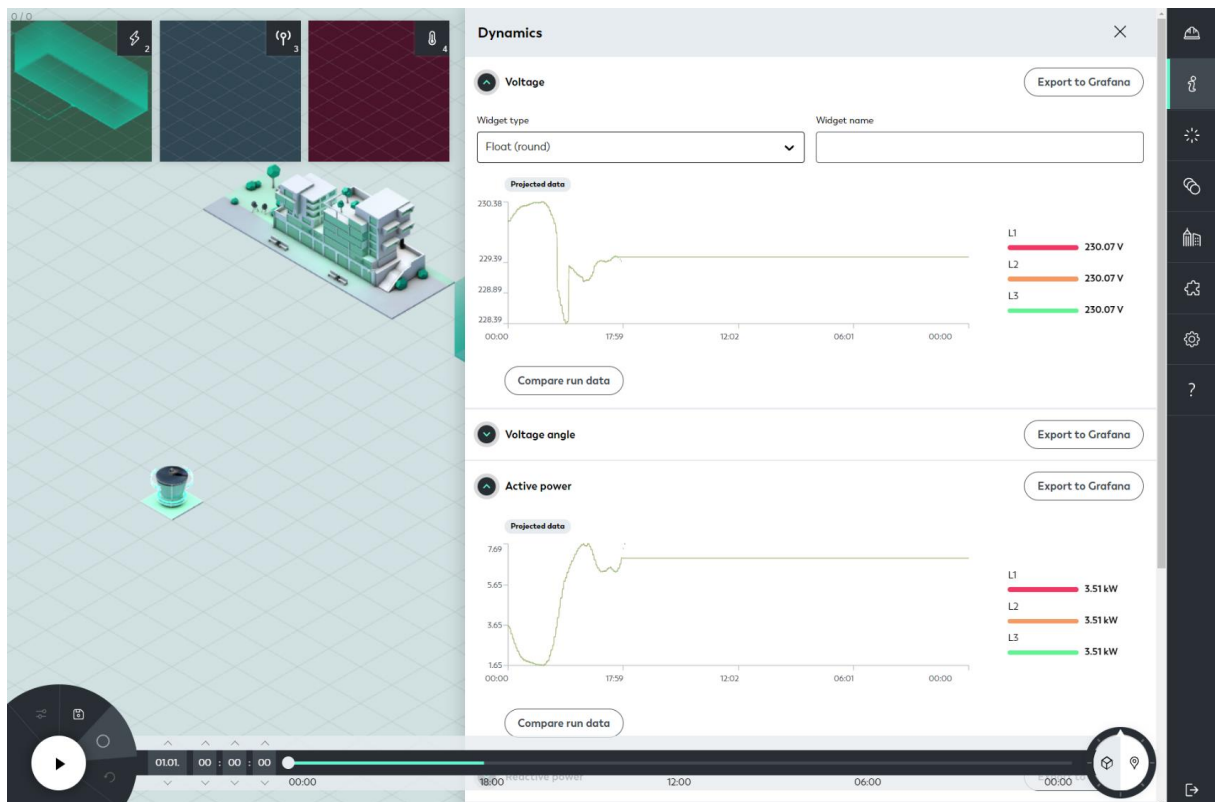 0 / 0
2
3
4
Dynamics
Voltage
Export to Grafana
Widget type
Widget name
Float (round)
Projected data
230.38
229.39
228.89
228.39
00:00 17:59 12:02 06:01 00:00
L1
230.07 V
L2
230.07 V
L3
230.07 V
Compare run data
Voltage angle
Export to Grafana
Active power
Export to Grafana
Projected data
7.69
5.65
3.65
1.65
00:00 17:59 12:02 06:01 00:00
L1
3.51 kW
L2
3.51 kW
L3
3.51 kW
Compare run data
Reactive power
01.01. 00 : 00 : 00
00:00 18:00 12:00 06:00 00:00
?